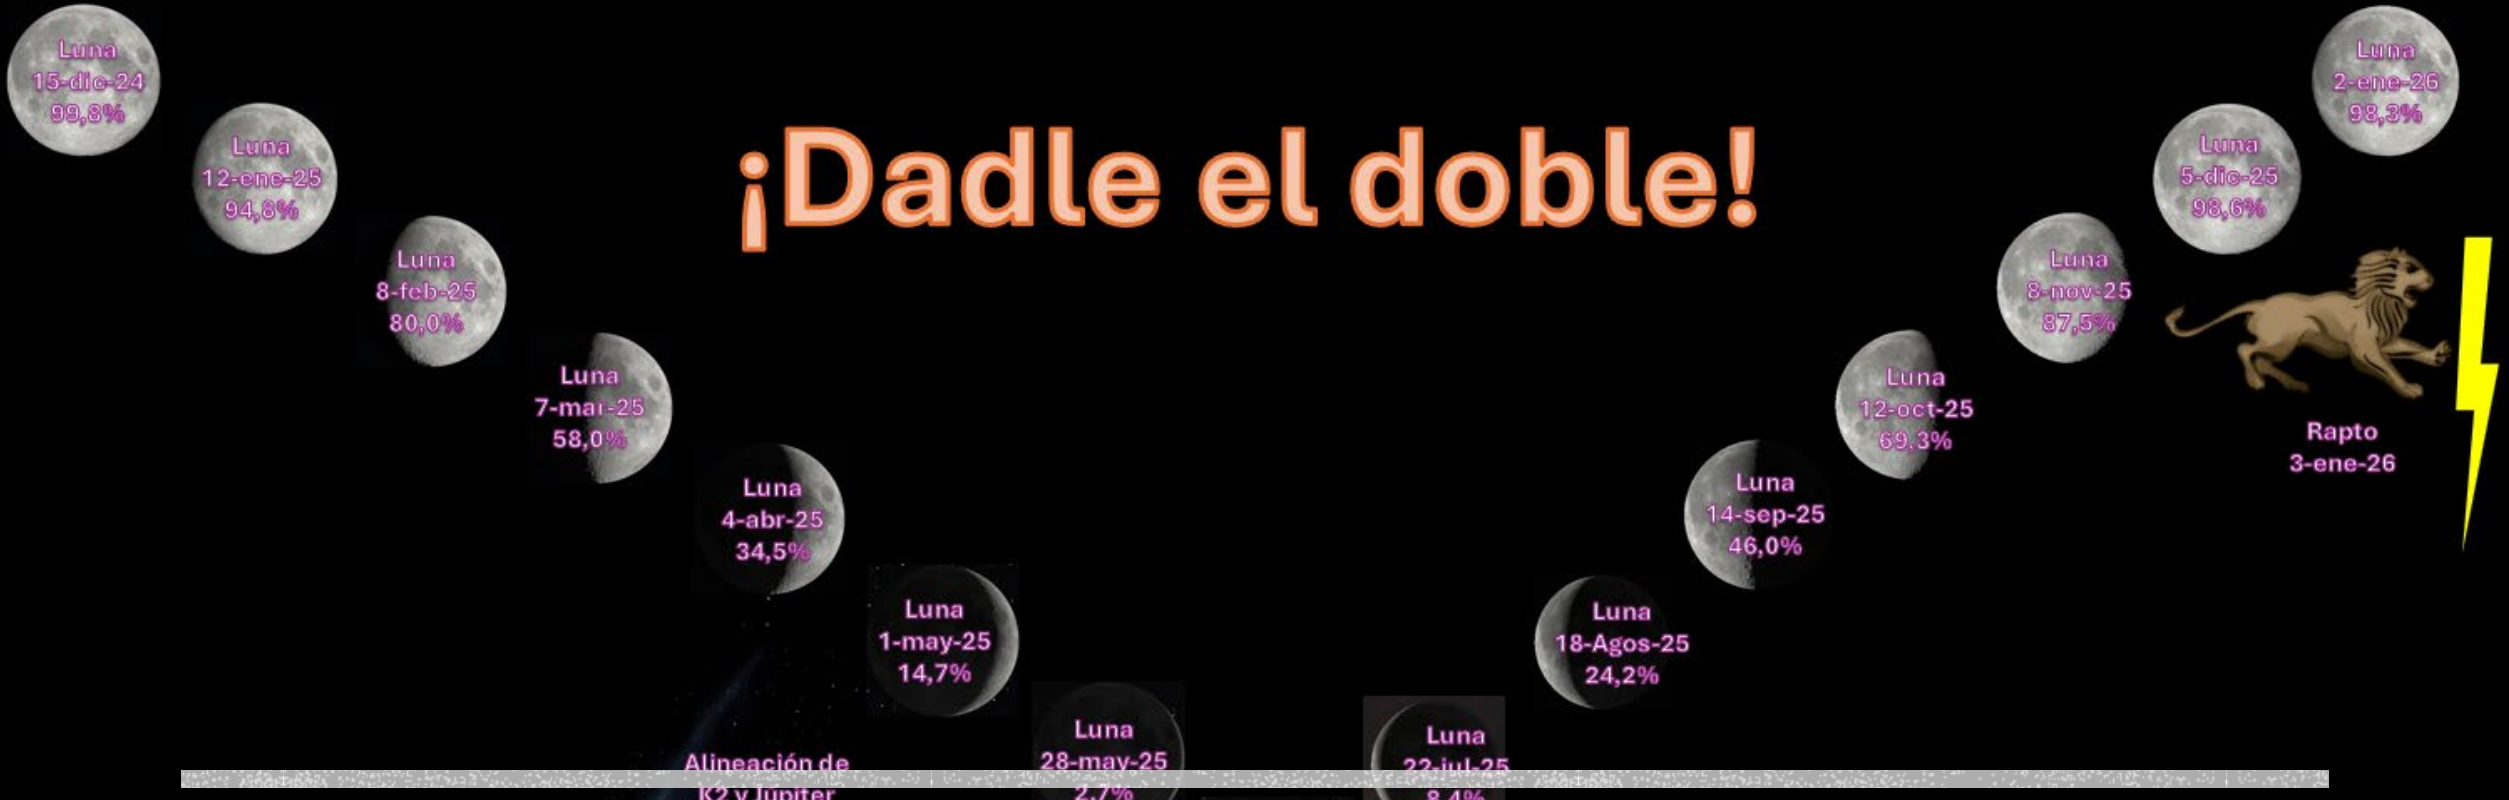 Luna
15-dic-24
99,8%
Luna
12-ene-25
94,8%
Luna
8-feb-25
80,0%
Luna
7-mar-25
58,0%
Luna
4-abr-25
34,5%
Luna
1-may-25
14,7%
Alineación de
K2 y Júpiter
Luna
28-may-25
2,7%
¡Dadle el doble!
Luna
22-jul-25
8,4%
Luna
18-Agos-25
24,2%
Luna
14-sep-25
46,0%
Luna
12-oct-25
69,3%
Luna
8-nov-25
87,5%
Luna
5-dic-25
98,6%
Luna
2-ene-26
98,3%
Rapto
3-ene-26